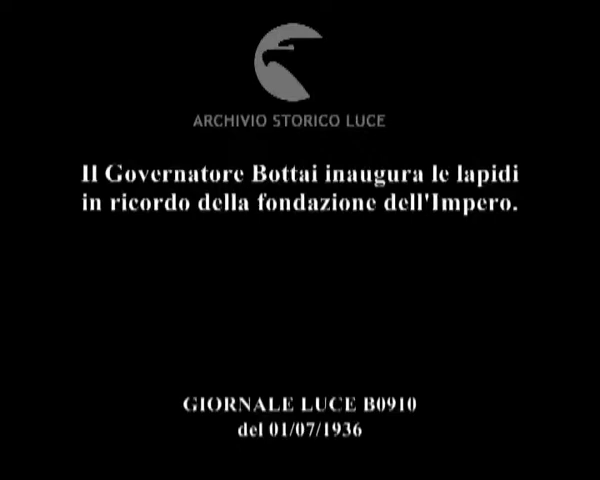 ARCHIVIO STORICO LUCE
Il Governatore Bottai inaugura le lapidi
in ricordo della fondazione dell'Impero.
GIORNALE LUCE B0910
del 01/07/1936